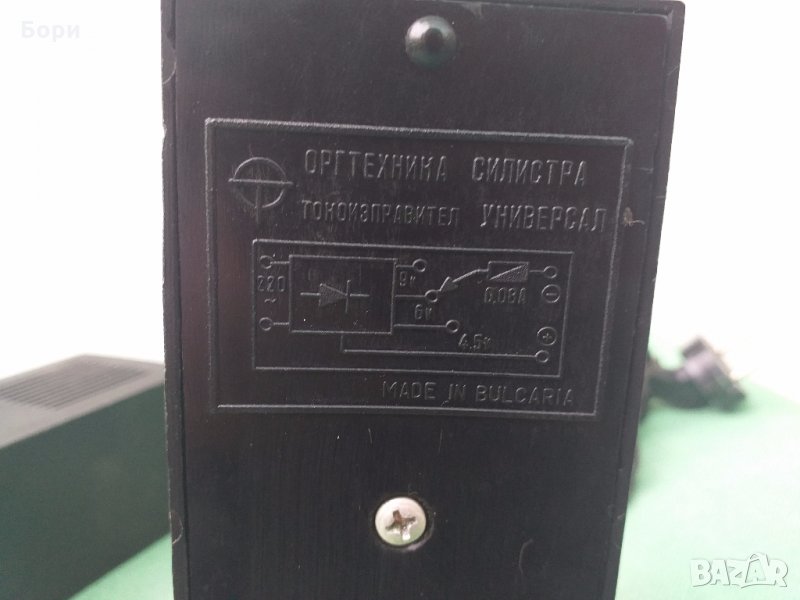 Бори
ОРГТЕХНИКА СИЛИСТРА
ТОКОИЗПРАВИТЕЛ УНИВЕРСАЛ
220
~
9v
6v
4,5v
0,08A
MADE IN BULGARIA
BAZAR